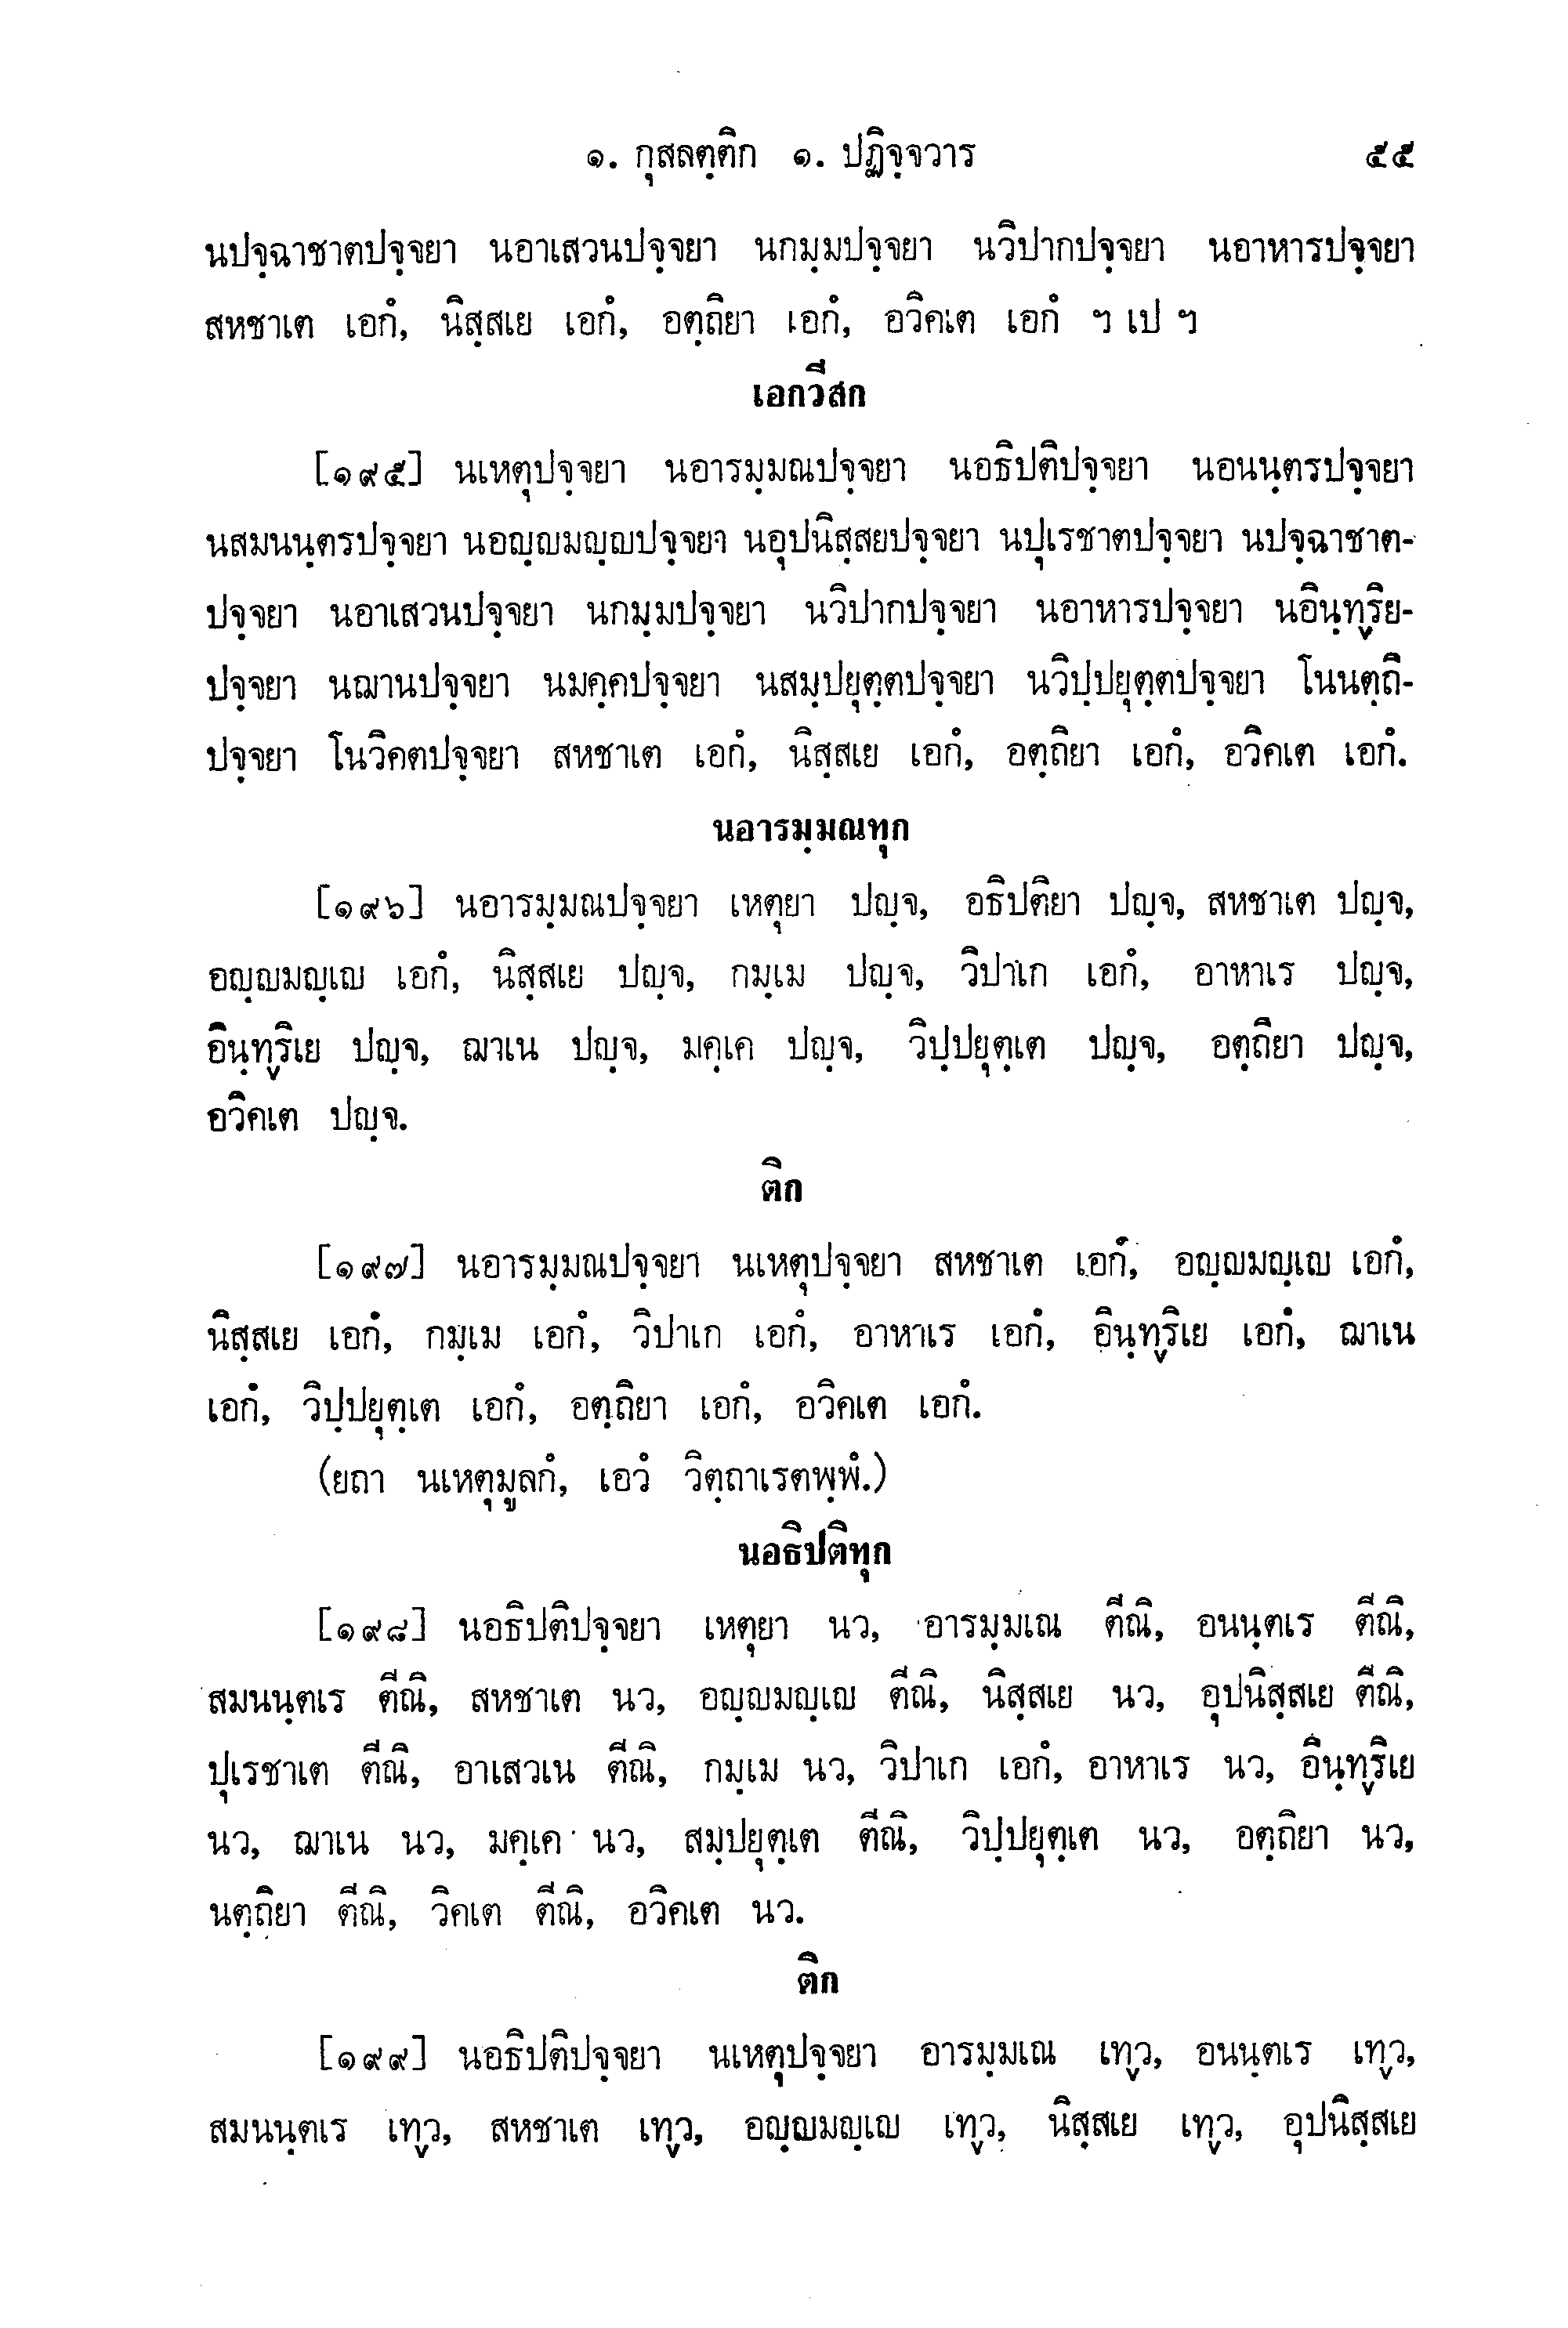 ๑. กุสลตฺติก ๑. ปฏิจฺจวาร ๕๕
นปจฺฉาชาตปจฺจยา นอาเสวนปจฺจยา นกมฺมปจฺจยา นวิปากปจฺจยา นอาหารปจฺจยา
สหชาเต เอกํ, นิสฺสเย เอกํ, อตฺถิยา เอกํ, อวิคเต เอกํ ฯ เป ฯ
เอกวีสก
[๑๙๕] นเหตุปจฺจยา นอารมฺมณปจฺจยา นอธิปติปจฺจยา นอนนฺตรปจฺจยา
นสมนนฺตรปจฺจยา นอญฺญมญฺญปจฺจยา นอุปนิสฺสยปจฺจยา นปุเรชาตปจฺจยา นปจฺฉาชาต-
ปจฺจยา นอาเสวนปจฺจยา นกมฺมปจฺจยา นวิปากปจฺจยา นอาหารปจฺจยา นอินฺทฺริย-
ปจฺจยา นฌานปจฺจยา นมคฺคปจฺจยา นสมฺปยุตฺตปจฺจยา นวิปฺปยุตฺตปจฺจยา โนนตฺถิ-
ปจฺจยา โนวิคตปจฺจยา สหชาเต เอกํ, นิสฺสเย เอกํ, อตฺถิยา เอกํ, อวิคเต เอกํ.
นอารมฺมณทุก
[๑๙๖] นอารมฺมณปจฺจยา เหตุยา ปญฺจ, อธิปติยา ปญฺจ, สหชาเต ปญฺจ,
อญฺญมญฺเญ เอกํ, นิสฺสเย ปญฺจ, กมฺเม ปญฺจ, วิปาเก เอกํ, อาหาเร ปญฺจ,
อินฺทฺริเย ปญฺจ, ฌาเน ปญฺจ, มคฺเค ปญฺจ, วิปฺปยุตฺเต ปญฺจ, อตฺถิยา ปญฺจ,
อวิคเต ปญฺจ.
ติก
[๑๙๗] นอารมฺมณปจฺจยา นเหตุปจฺจยา สหชาเต เอกํ, อญฺญมญฺเญ เอกํ,
นิสฺสเย เอกํ, กมฺเม เอกํ, วิปาเก เอกํ, อาหาเร เอกํ, อินฺทฺริเย เอกํ, ฌาเน
เอกํ, วิปฺปยุตฺเต เอกํ, อตฺถิยา เอกํ, อวิคเต เอกํ.
(ยถา นเหตุมูลกํ, เอวํ วิตฺถาเรตพฺพํ.)
นอธิปติทุก
[๑๙๘] นอธิปติปจฺจยา เหตุยา นว, อารมฺมเณ ตีณิ, อนนฺตเร ตีณิ,
สมนนฺตเร ตีณิ, สหชาเต นว, อญฺญมญฺเญ ตีณิ, นิสฺสเย นว, อุปนิสฺสเย ตีณิ,
ปุเรชาเต ตีณิ, อาเสวเน ตีณิ, กมฺเม นว, วิปาเก เอกํ, อาหาเร นว, อินฺทฺริเย
นว, ฌาเน นว, มคฺเค นว, สมฺปยุตฺเต ตีณิ, วิปฺปยุตฺเต นว, อตฺถิยา นว,
นตฺถิยา ตีณิ, วิคเต ตีณิ, อวิคเต นว.
ติก
[๑๙๙] นอธิปติปจฺจยา นเหตุปจฺจยา อารมฺมเณ เทฺว, อนนฺตเร เทฺว,
สมนนฺตเร เทฺว, สหชาเต เทฺว, อญฺญมญฺเญ เทฺว, นิสฺสเย เทฺว, อุปนิสฺสเย